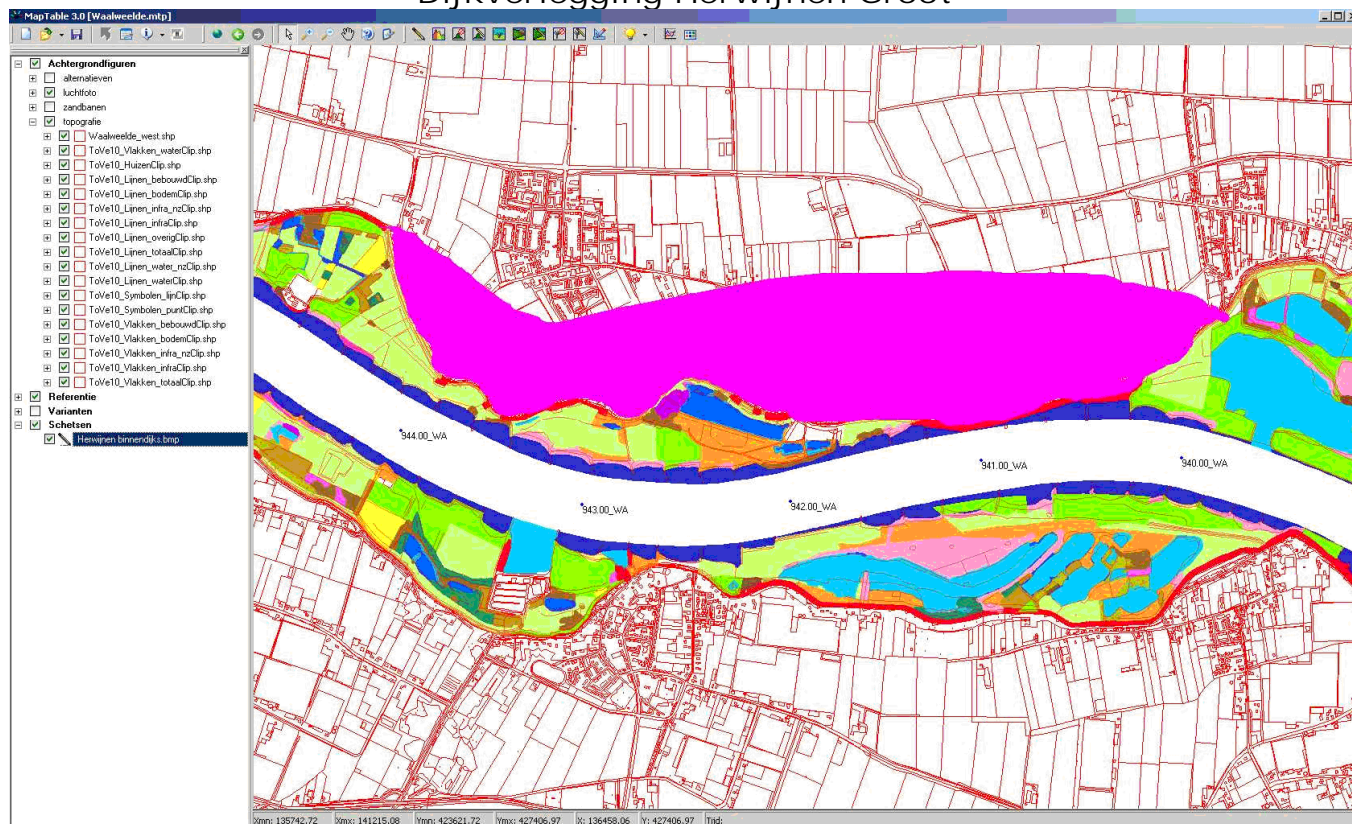 Dijkverlegging Herwijnen Groot
MapTable 3.0 [Waalweelde.mtp]
Achtergrondfiguren
alternatieven
luchtfoto
zandbanen
topografie
Waalweelde_west.shp
ToVe10_Vlakken_waterClip.shp
ToVe10_HuizenClip.shp
ToVe10_Lijnen_bebouwdClip.shp
ToVe10_Lijnen_bodemClip.shp
ToVe10_Lijnen_infra_nzClip.shp
ToVe10_Lijnen_infraClip.shp
ToVe10_Lijnen_overigClip.shp
ToVe10_Lijnen_totaalClip.shp
ToVe10_Lijnen_water_nzClip.shp
ToVe10_Lijnen_waterClip.shp
ToVe10_Symbolen_lijnClip.shp
ToVe10_Symbolen_puntClip.shp
ToVe10_Vlakken_bebouwdClip.shp
ToVe10_Vlakken_bodemClip.shp
ToVe10_Vlakken_infra_nzClip.shp
ToVe10_Vlakken_infraClip.shp
ToVe10_Vlakken_totaalClip.shp
Referentie
Varianten
Schetsen
Herwijnen binnendijks.bmp
944.00_WA
943.00_WA
942.00_WA
941.00_WA
940.00_WA
Xmn: 135742.72 Xmx: 141215.08 Ymn: 423621.72 Ymx: 427406.97 X: 136458.06 Y: 427406.97 Tijd: